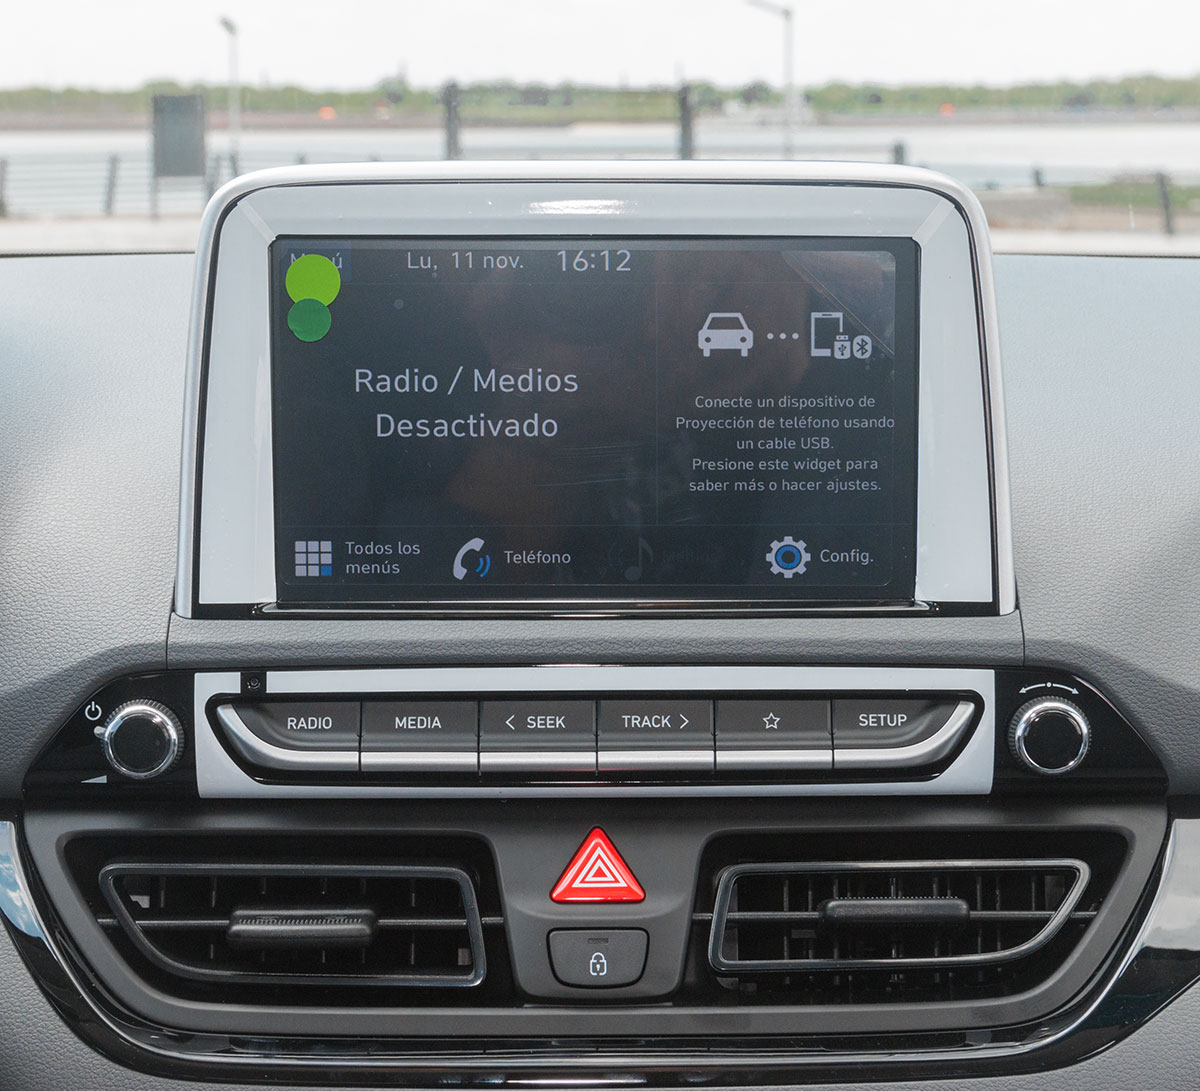 Menú
Lu, 11 nov. 16:12
Radio / Medios
Desactivado
Conecte un dispositivo de
Proyección de teléfono usando
un cable USB.
Presione este widget para
saber más o hacer ajustes.
Todos los
menús
Teléfono
Config.
RADIO
MEDIA
SEEK
TRACK
SETUP